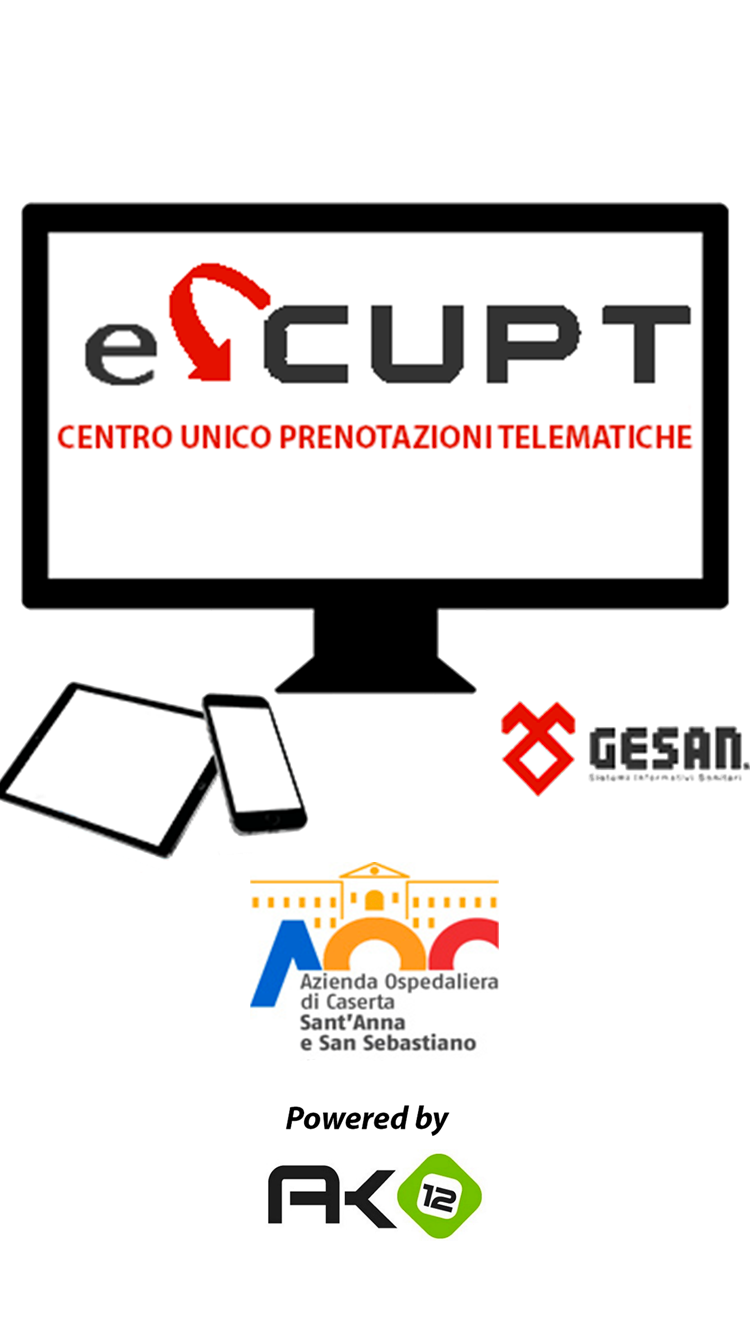 e CUPT
CENTRO UNICO PRENOTAZIONI TELEMATICHE
GESAN.
Sistemi Informativi Sanitari
AOC
Azienda Ospedaliera
di Caserta
Sant'Anna
e San Sebastiano
Powered by
AK 12